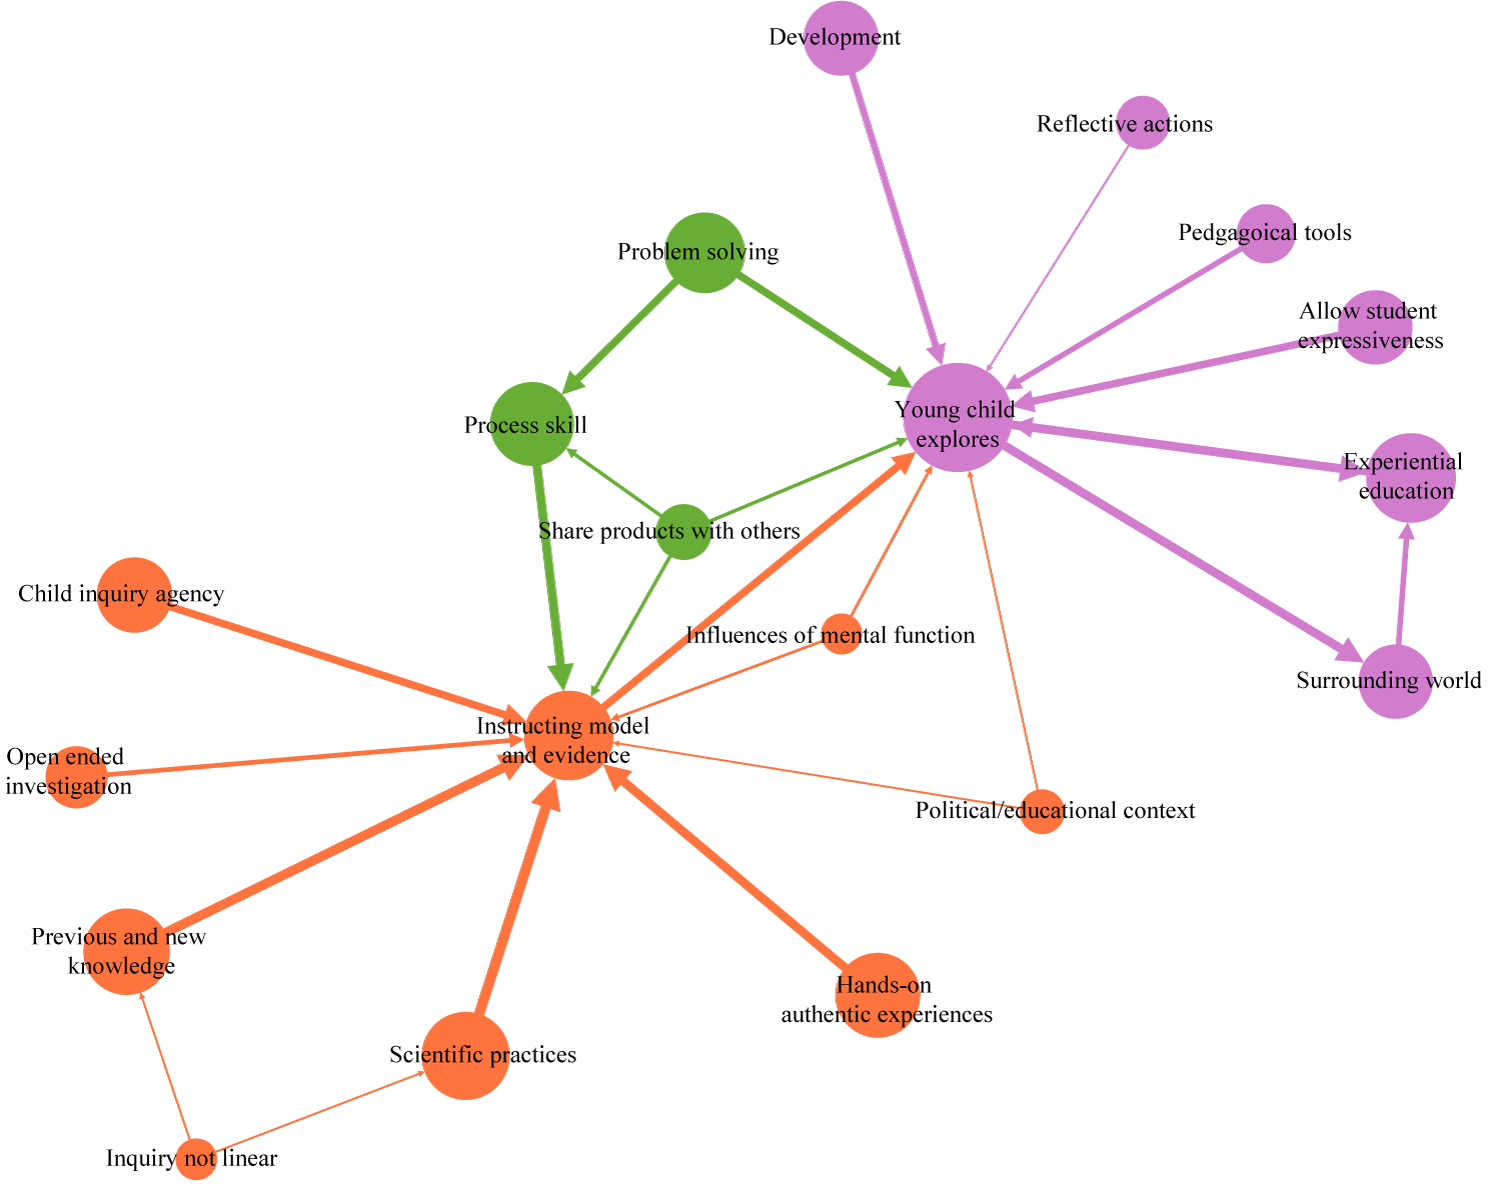 Development
Reflective actions
Pedgagoical tools
Problem solving
Allow student
expressiveness
Young child
explores
Process skill
Experiential
education
Share products with others
Child inquiry agency
Influences of mental function
Surrounding world
Instructing model
and evidence
Open ended
investigation
Political/educational context
Previous and new
knowledge
Hands-on
authentic experiences
Scientific practices
Inquiry not linear